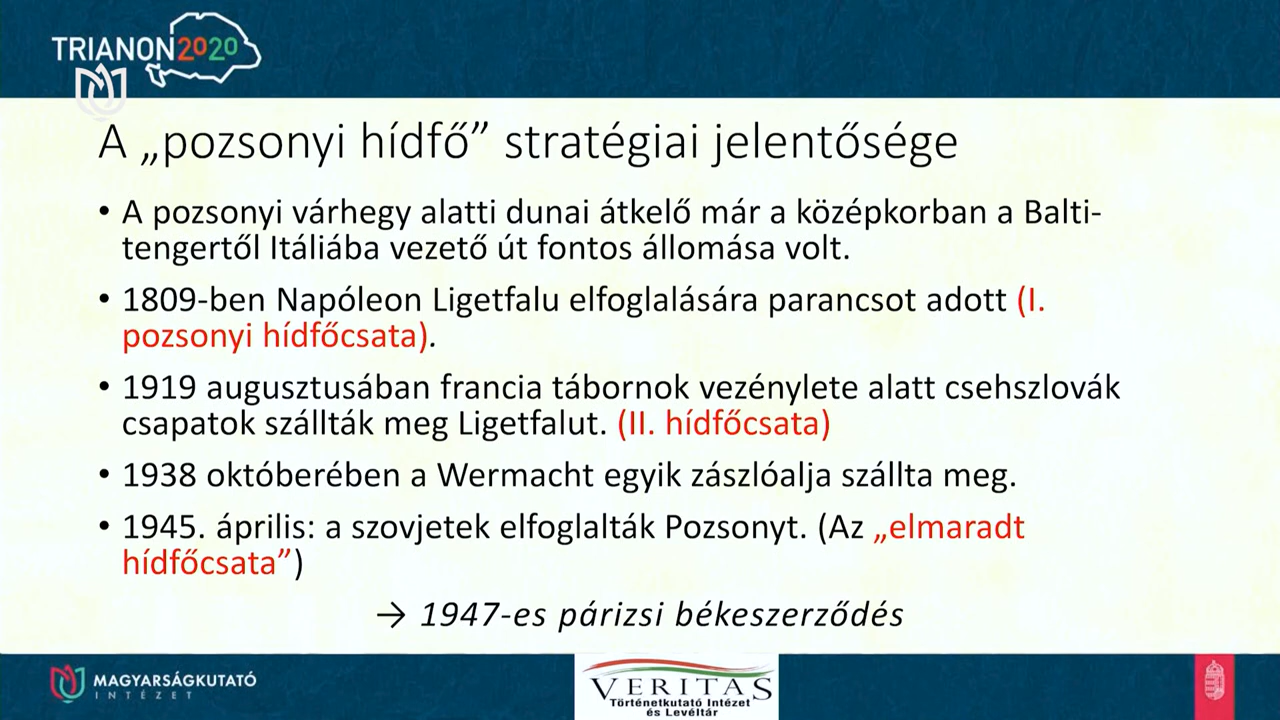 TRIANON2020
A „pozsonyi hídfő” stratégiai jelentősége
• A pozsonyi várhegy alatti dunai átkelő már a középkorban a Balti-
tengertől Itáliába vezető út fontos állomása volt.
• 1809-ben Napóleon Ligetfalu elfoglalására parancsot adott (I.
pozsonyi hídfőcsata).
• 1919 augusztusában francia tábornok vezénylete alatt csehszlovák
csapatok szállták meg Ligetfalut. (II. hídfőcsata)
• 1938 októberében a Wermacht egyik zászlóalja szállta meg.
• 1945. április: a szovjetek elfoglalták Pozsonyt. (Az „elmaradt
hídfőcsata”)
→ 1947-es párizsi békeszerződés
MAGYARSÁGKUTATÓ
INTÉZET
VERITAS
Történetkutató Intézet
és Levéltár